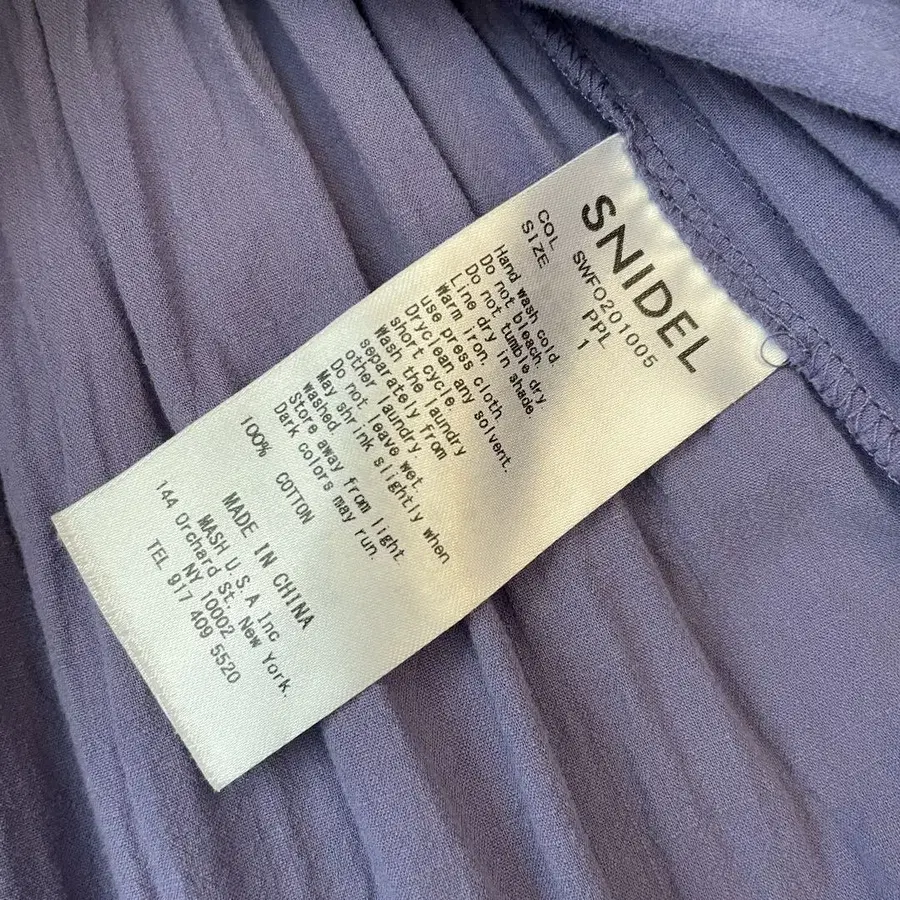 SNIDEL
SWFO201005
COL PPL
SIZE 1
Hand wash cold.
Do not bleach.
Do not tumble dry
Line dry in shade.
Warm iron.
use press cloth.
Dryclean any solvent.
short cycle.
Wash the laundry
separately from
other laundry.
Do not leave wet.
May shrink slightly when
washed.
Store away from light
Dark colors may run.
100% COTTON
MADE IN CHINA
MASH U.S.A Inc
144 Orchard St. New York.
NY 10002
TEL 917 409 5520